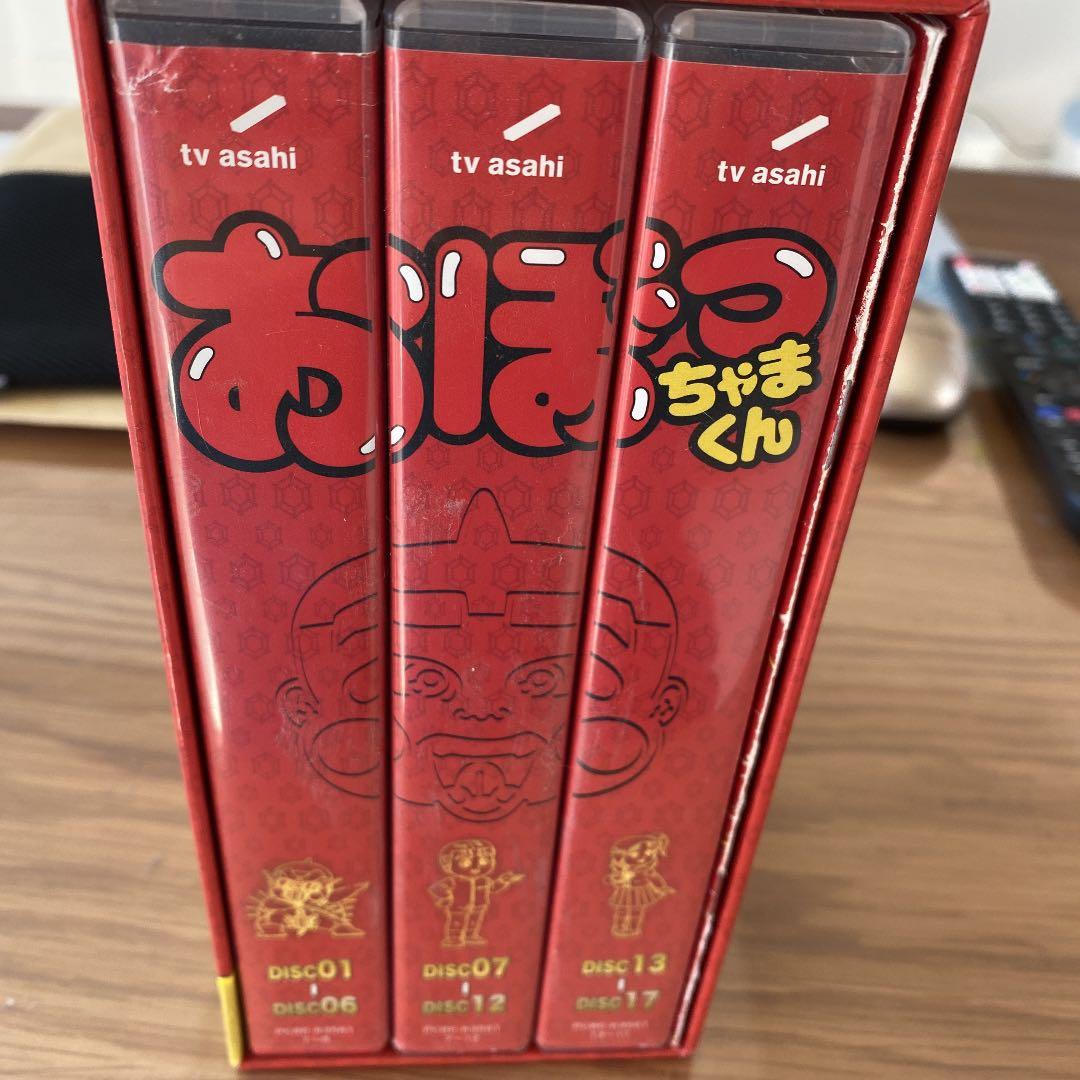 tv asahi
tv asahi
tv asahi
おぼっ
ちゃま
くん
DISC01
-
DISC06
DISC07
-
DISC12
DISC13
-
DISC17